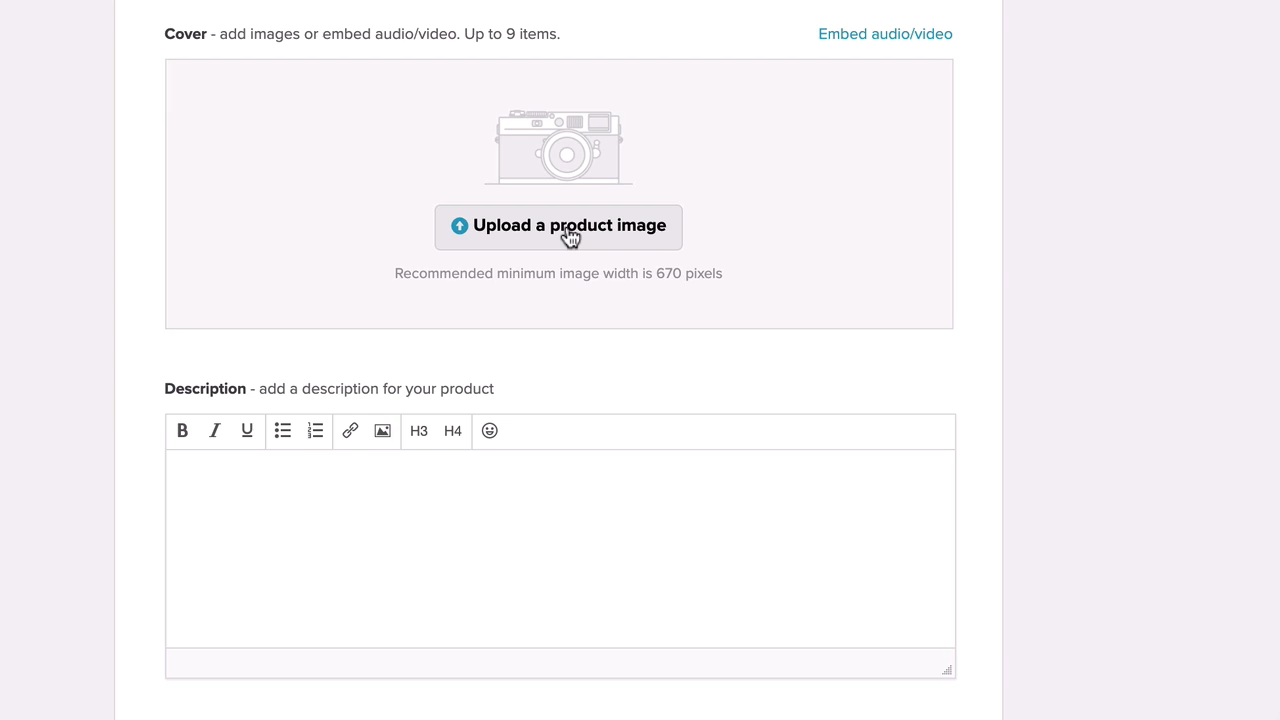 Cover - add images or embed audio/video. Up to 9 items.
Embed audio/video
Upload a product image
Recommended minimum image width is 670 pixels
Description - add a description for your product
B I U H3 H4